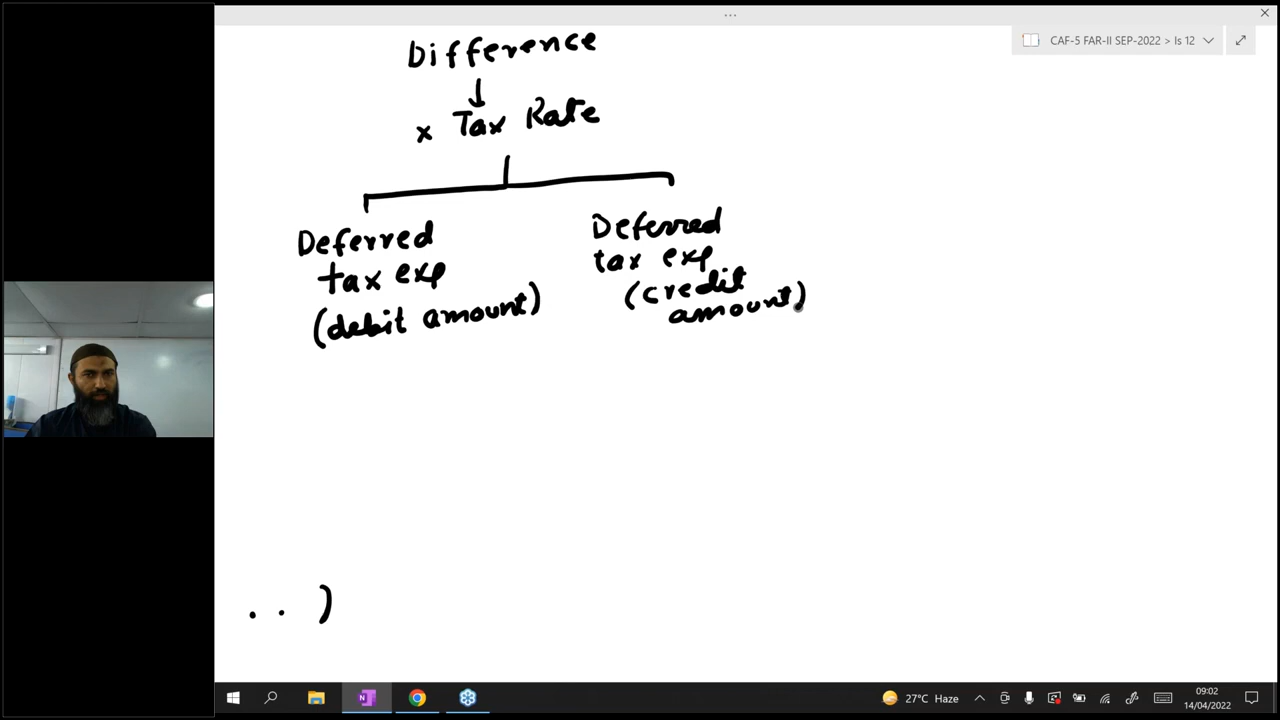 ...
CAF-5 FAR-II SEP-2022 > Is 12
Difference
x Tax Rate
Deferred
tax exp
(debit amount)
Deferred
tax exp
(credit
amount)
. . )
27°C Haze
09:02
14/04/2022